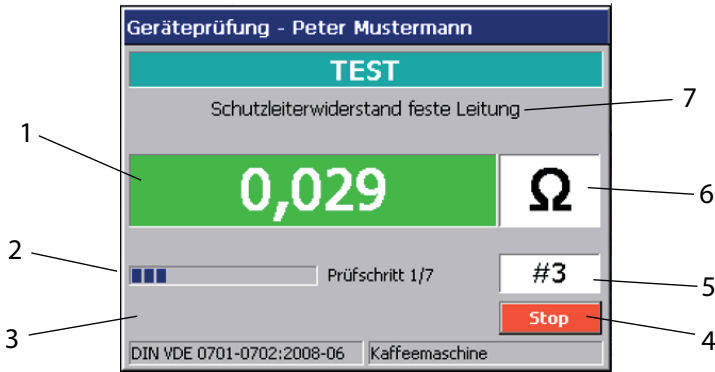 Geräteprüfung - Peter Mustermann
TEST
Schutzleiterwiderstand feste Leitung
7
1
0,029 Ω
6
2
Prüfschritt 1/7
#3
5
3
Stop
4
DIN VDE 0701-0702:2008-06 Kaffeemaschine